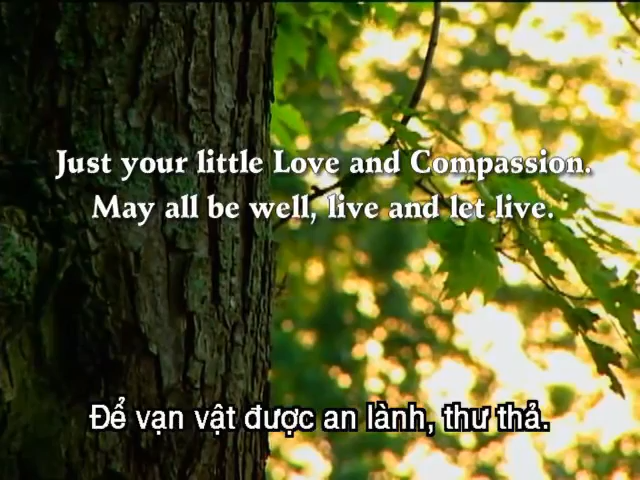 Just your little Love and Compassion.
May all be well, live and let live.
Để vạn vật được an lành, thư thả.